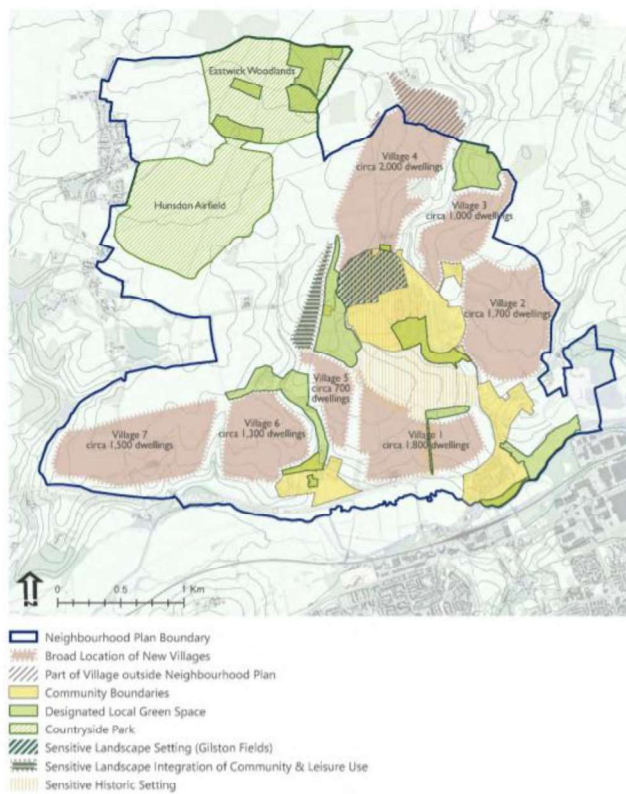 Eastwick Woodlands
Village 4
circa 2,000 dwellings
Hunsdon Airfield
Village 3
circa 1,000 dwellings
Village 2
circa 1,700 dwellings
Village 5
circa 700
dwellings
Village 6
circa 1,300 dwellings
Village 7
circa 1,500 dwellings
Village 1
circa 1,800 dwellings
0 0.5 1 Km
Neighbourhood Plan Boundary
Broad Location of New Villages
Part of Village outside Neighbourhood Plan
Community Boundaries
Designated Local Green Space
Countryside Park
Sensitive Landscape Setting (Gilston Fields)
Sensitive Landscape Integration of Community & Leisure Use
Sensitive Historic Setting